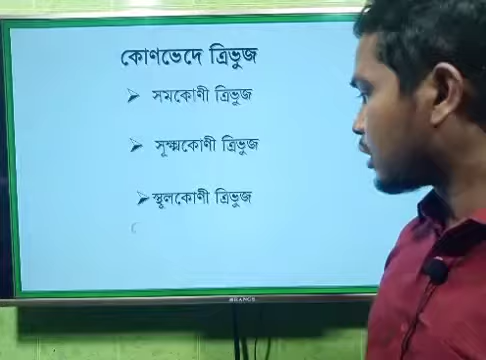 কোণভেদে ত্রিভুজ
➢ সমকোণী ত্রিভুজ
➢ সূক্ষ্মকোণী ত্রিভুজ
➢ স্থূলকোণী ত্রিভুজ